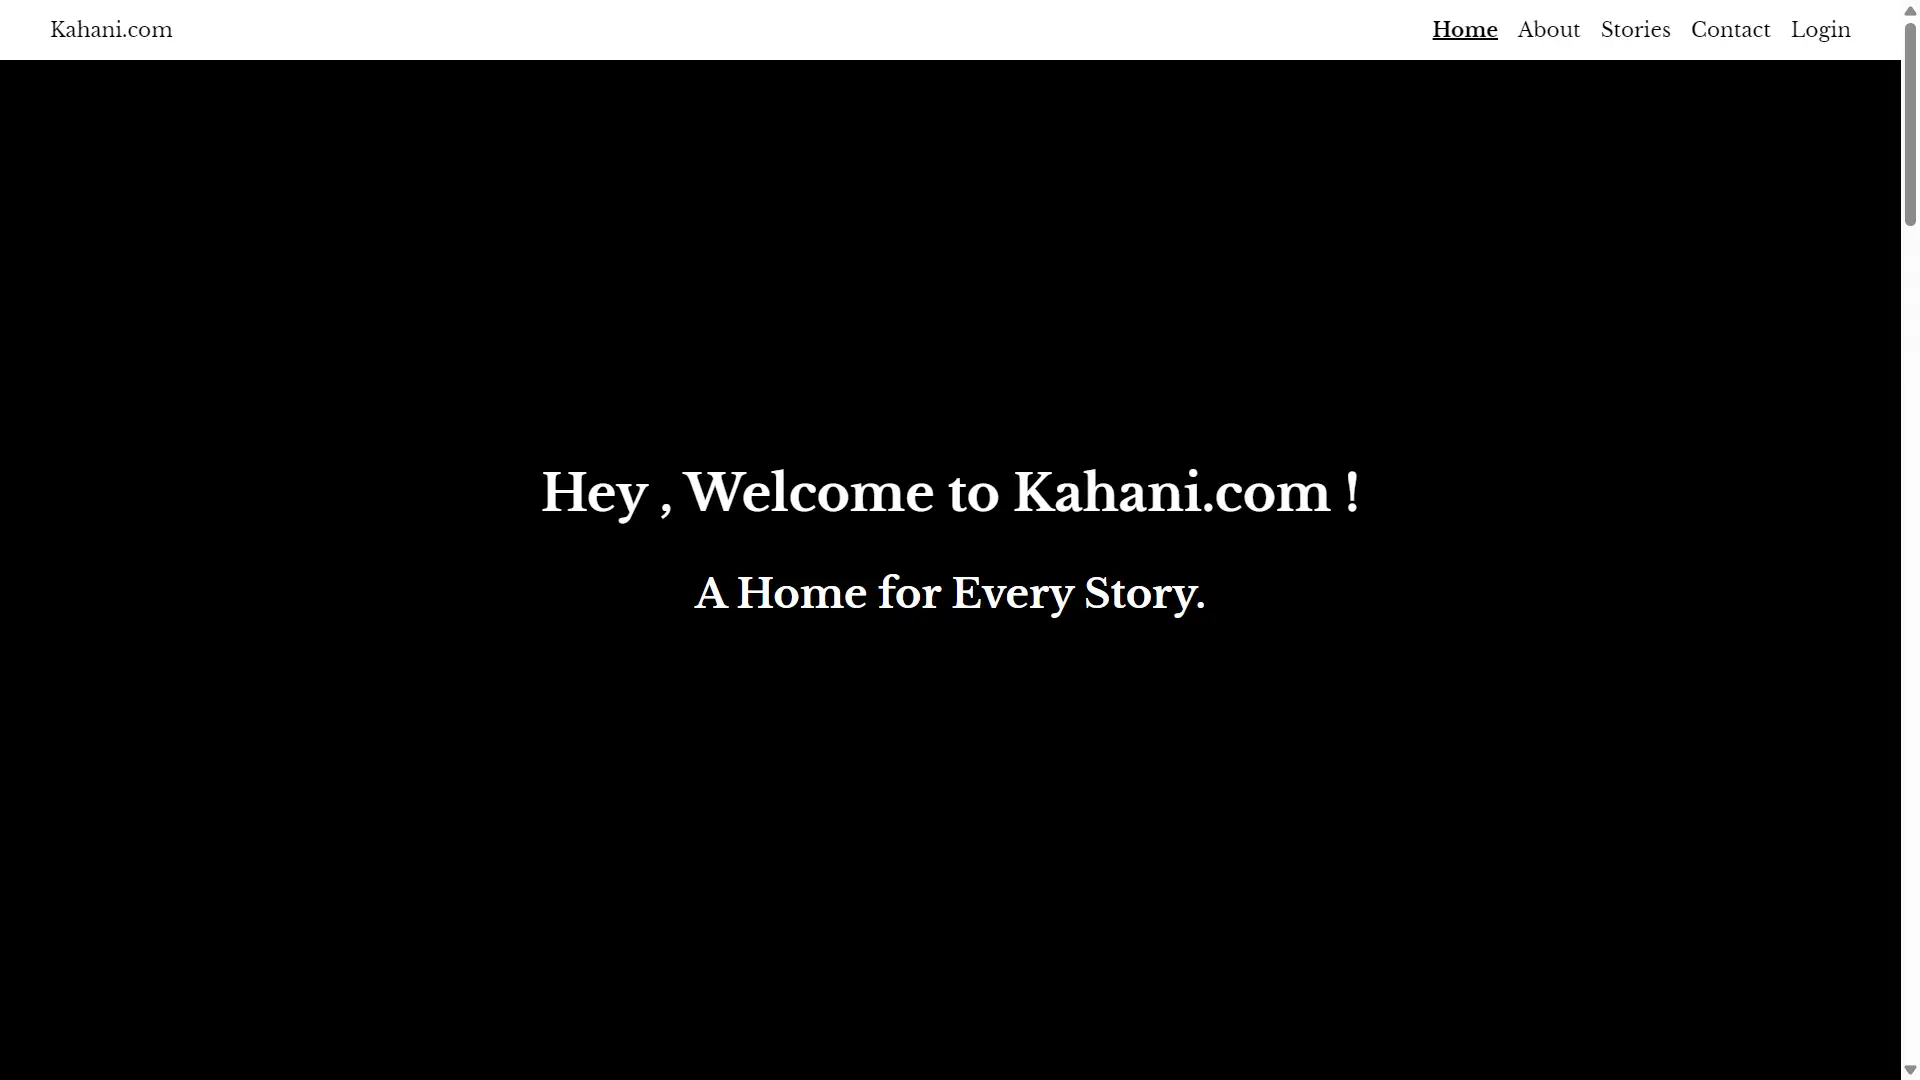 Kahani.com
Home About Stories Contact Login
Hey , Welcome to Kahani.com !
A Home for Every Story.